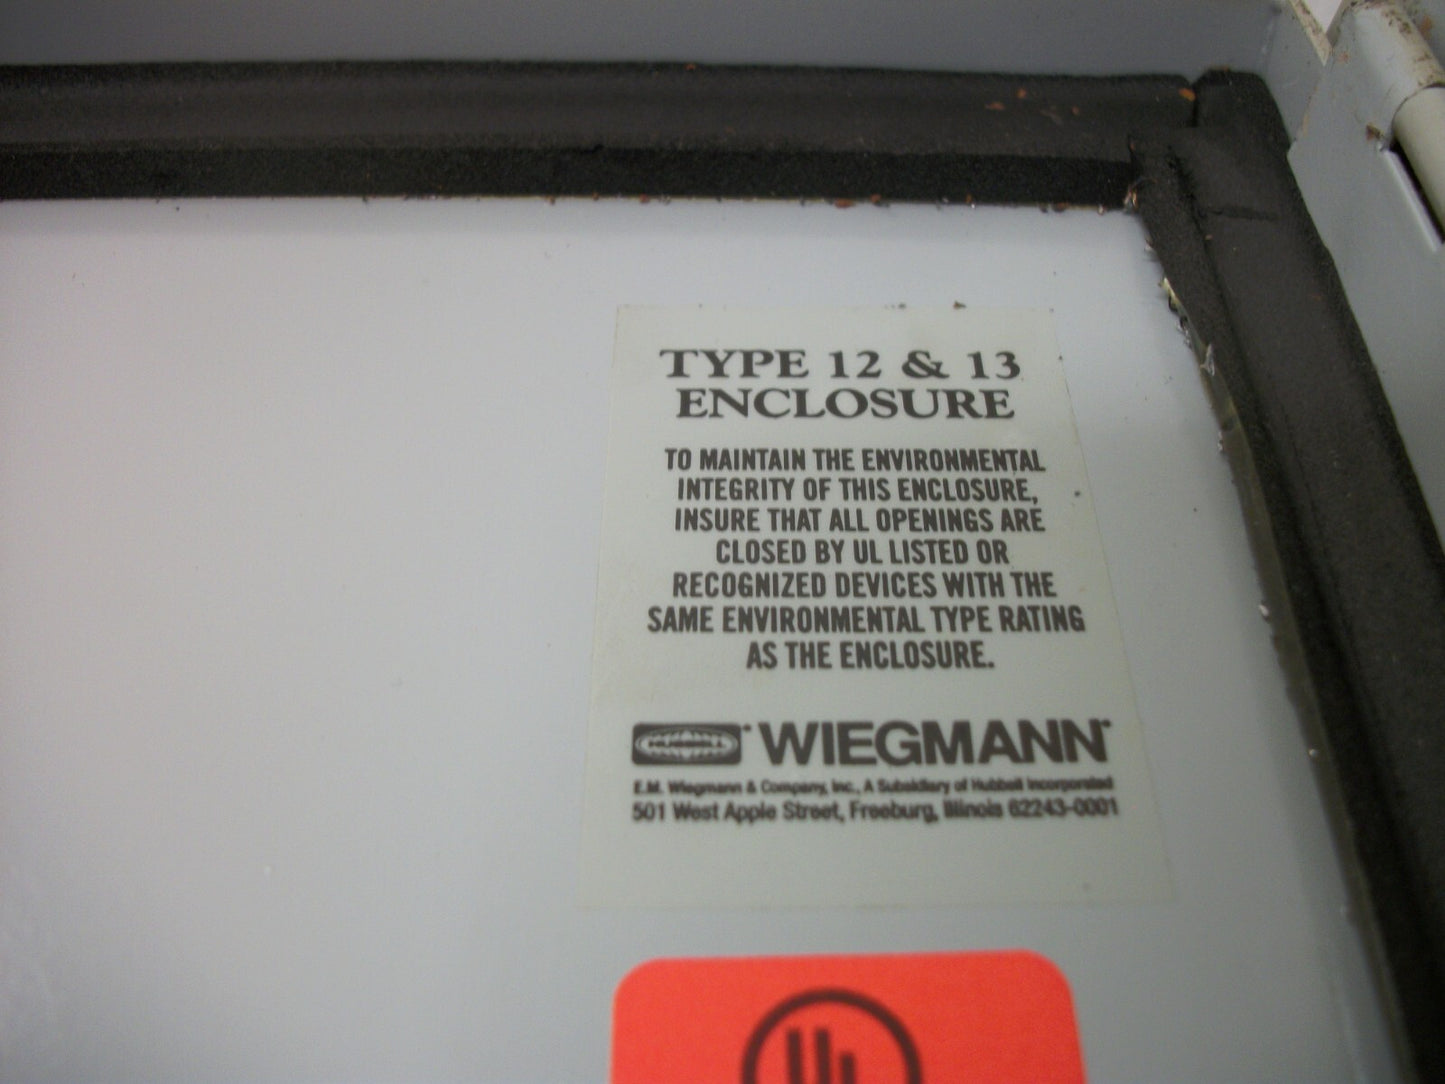 TYPE 12 & 13
ENCLOSURE
TO MAINTAIN THE ENVIRONMENTAL
INTEGRITY OF THIS ENCLOSURE,
INSURE THAT ALL OPENINGS ARE
CLOSED BY UL LISTED OR
RECOGNIZED DEVICES WITH THE
SAME ENVIRONMENTAL TYPE RATING
AS THE ENCLOSURE.
WIEGMANN
E.M. Wiegmann & Company, Inc., A Subsidiary of Hubbell Incorporated
501 West Apple Street, Freeburg, Illinois 62243-0001
UL